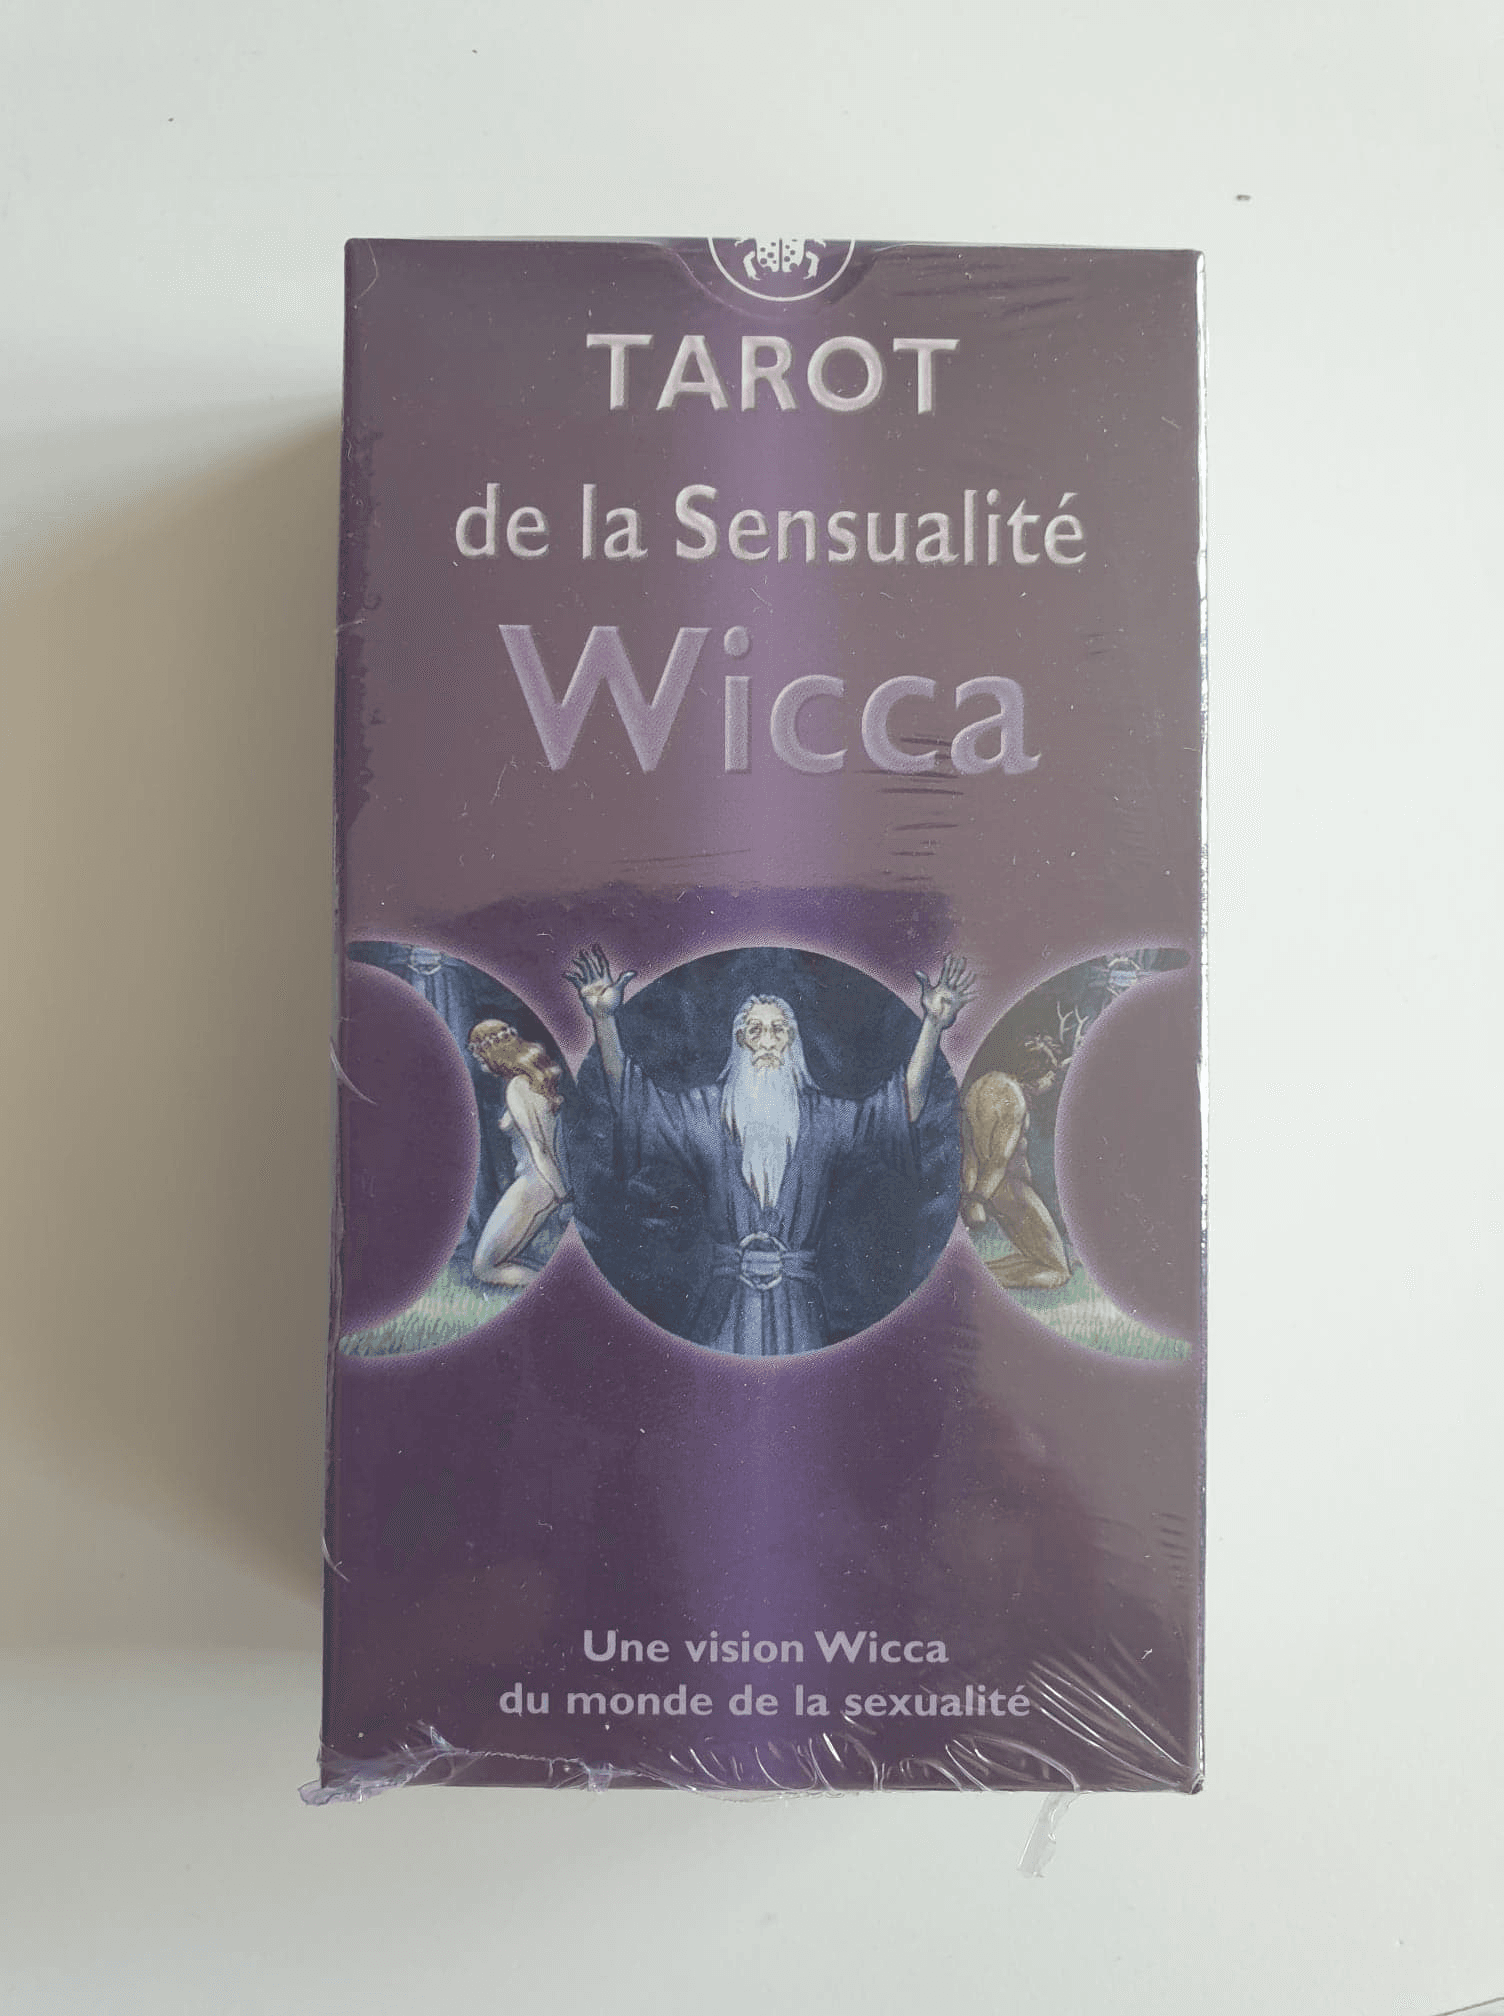 TAROT
de la Sensualité
Wicca
Une vision Wicca
du monde de la sexualité